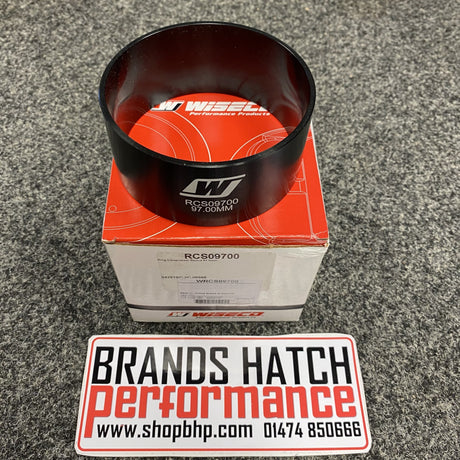 WISECO
Performance Products
W
RCS09700
97.00MM
RCS09700
WRCS09700
WISECO
BRANDS HATCH
performance
www.shopbhp.com 01474 850666